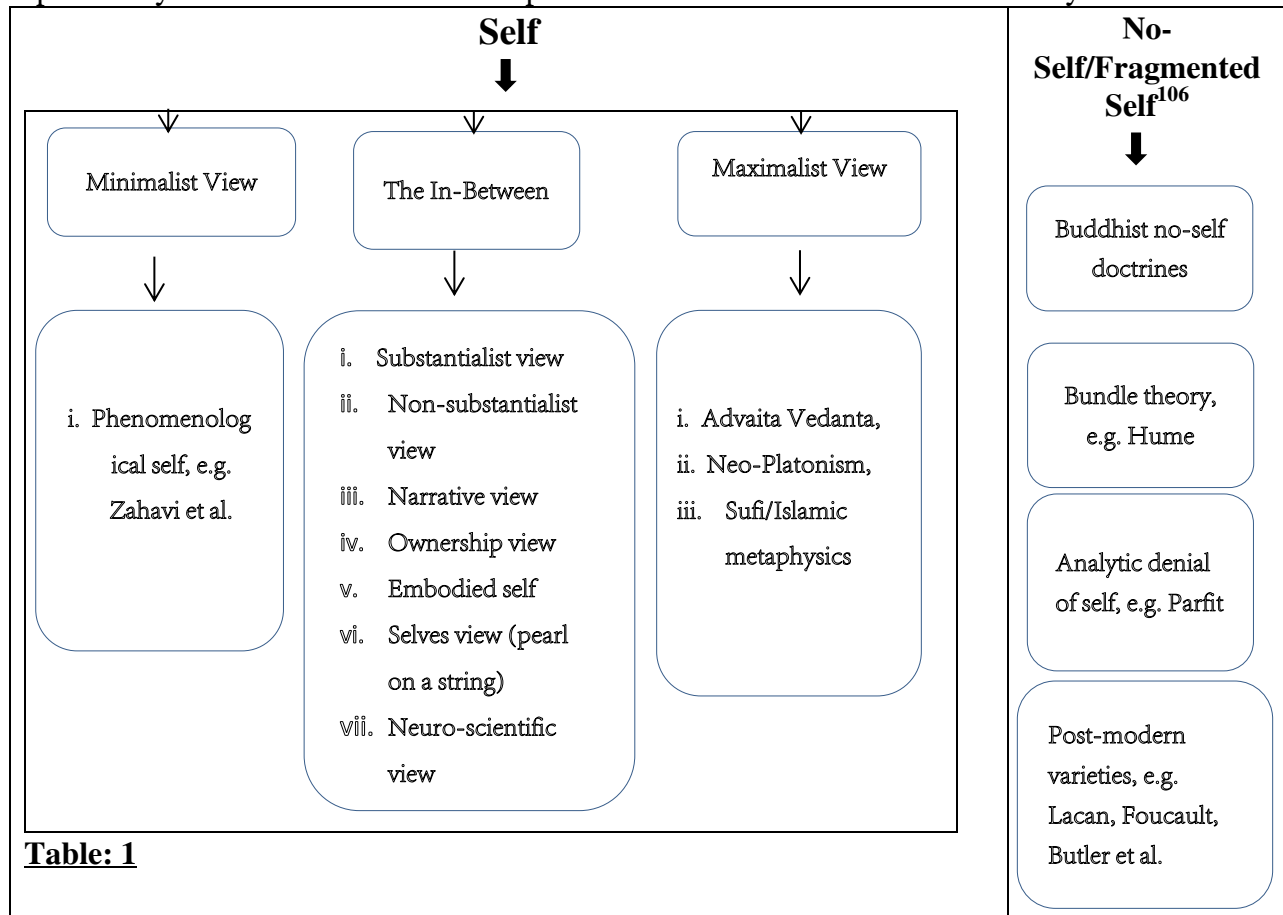 Self
Minimalist View
i. Phenomenolog
ical self, e.g.
Zahavi et al.
The In-Between
i. Substantialist view
ii. Non-substantialist
view
iii. Narrative view
iv. Ownership view
v. Embodied self
vi. Selves view (pearl
on a string)
vii. Neuro-scientific
view
Maximalist View
i. Advaita Vedanta,
ii. Neo-Platonism,
iii. Sufi/Islamic
metaphysics
Table: 1
No-
Self/Fragmented
Self106
Buddhist no-self
doctrines
Bundle theory,
e.g. Hume
Analytic denial
of self, e.g. Parfit
Post-modern
varieties, e.g.
Lacan, Foucault,
Butler et al.